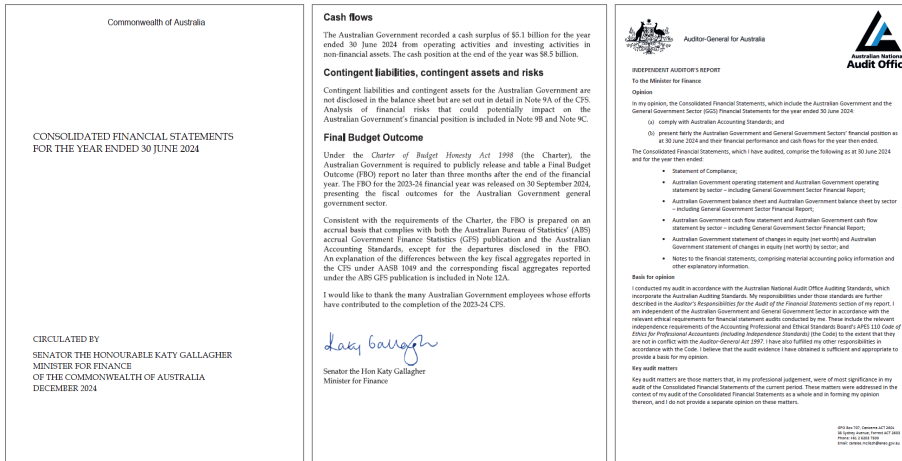 Commonwealth of Australia
CONSOLIDATED FINANCIAL STATEMENTS
FOR THE YEAR ENDED 30 JUNE 2024
CIRCULATED BY
SENATOR THE HONOURABLE KATY GALLAGHER
MINISTER FOR FINANCE
OF THE COMMONWEALTH OF AUSTRALIA
DECEMBER 2024
Cash flows
The Australian Government recorded a cash surplus of $5.1 billion for the year
ended 30 June 2024 from operating activities and investing activities in
non-financial assets. The cash position at the end of the year was $8.5 billion.
Contingent liabilities, contingent assets and risks
Contingent liabilities and contingent assets for the Australian Government are
not disclosed in the balance sheet but are set out in detail in Note 9A of the CFS.
Analysis of financial risks that could potentially impact on the
Australian Government's financial position is included in Note 9B and Note 9C.
Final Budget Outcome
Under the Charter of Budget Honesty Act 1998 (the Charter), the
Australian Government is required to publicly release and table a Final Budget
Outcome (FBO) report no later than three months after the end of the financial
year. The FBO for the 2023-24 financial year was released on 30 September 2024,
presenting the fiscal outcomes for the Australian Government general
government sector.
Consistent with the requirements of the Charter, the FBO is prepared on an
accrual basis that complies with both the Australian Bureau of Statistics' (ABS)
accrual Government Finance Statistics (GFS) publication and the Australian
Accounting Standards, except for the departures disclosed in the FBO.
An explanation of the differences between the key fiscal aggregates reported in
the CFS under AASB 1049 and the corresponding fiscal aggregates reported
under the ABS GFS publication is included in Note 12A.
I would like to thank the many Australian Government employees whose efforts
have contributed to the completion of the 2023-24 CFS.
Katy Gallagher
Senator the Hon Katy Gallagher
Minister for Finance
Auditor-General for Australia
Australian National
Audit Offic
INDEPENDENT AUDITOR'S REPORT
To the Minister for Finance
Opinion
In my opinion, the Consolidated Financial Statements, which include the Australian Government and the
General Government Sector (GGS) Financial Statements for the year ended 30 June 2024:
(a) comply with Australian Accounting Standards; and
(b) present fairly the Australian Government and General Government Sectors' financial position as
at 30 June 2024 and their financial performance and cash flows for the year then ended.
The Consolidated Financial Statements, which I have audited, comprise the following as at 30 June 2024
and for the year then ended:
• Statement of Compliance;
• Australian Government operating statement and Australian Government operating
statement by sector – including General Government Sector Financial Report;
• Australian Government balance sheet and Australian Government balance sheet by sector
– including General Government Sector Financial Report;
• Australian Government cash flow statement and Australian Government cash flow
statement by sector – including General Government Sector Financial Report;
• Australian Government statement of changes in equity (net worth) and Australian
Government statement of changes in equity (net worth) by sector; and
• Notes to the financial statements, comprising material accounting policy information and
other explanatory information.
Basis for opinion
I conducted my audit in accordance with the Australian National Audit Office Auditing Standards, which
incorporate the Australian Auditing Standards. My responsibilities under those standards are further
described in the Auditor's Responsibilities for the Audit of the Financial Statements section of my report. I
am independent of the Australian Government and General Government Sector in accordance with the
relevant ethical requirements for financial statement audits conducted by me. These include the relevant
independence requirements of the Accounting Professional and Ethical Standards Board's APES 110 Code of
Ethics for Professional Accountants (including Independence Standards) (the Code) to the extent that they
are not in conflict with the Auditor-General Act 1997. I have also fulfilled my other responsibilities in
accordance with the Code. I believe that the audit evidence I have obtained is sufficient and appropriate to
provide a basis for my opinion.
Key audit matters
Key audit matters are those matters that, in my professional judgement, were of most significance in my
audit of the Consolidated Financial Statements of the current period. These matters were addressed in the
context of my audit of the Consolidated Financial Statements as a whole and in forming my opinion
thereon, and I do not provide a separate opinion on these matters.
GPO Box 707, Canberra ACT 2601
38 Sydney Avenue, Forrest ACT 2603